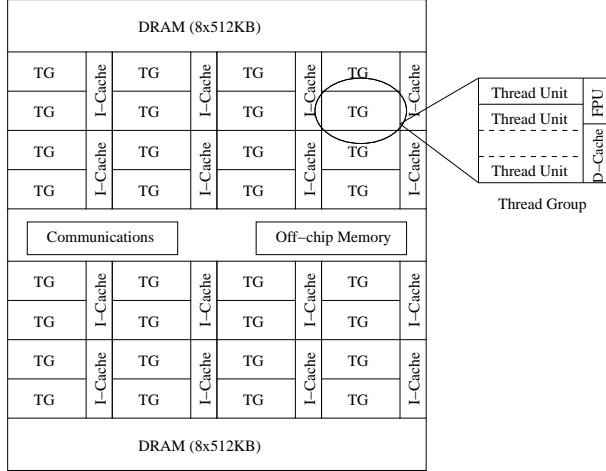 DRAM (8x512KB)
TG TG TG TG
I−Cache I−Cache I−Cache I−Cache
TG TG TG TG
TG TG TG TG
I−Cache I−Cache I−Cache I−Cache
TG TG TG TG
Communications Off−chip Memory
TG TG TG TG
I−Cache I−Cache I−Cache I−Cache
TG TG TG TG
TG TG TG TG
I−Cache I−Cache I−Cache I−Cache
TG TG TG TG
DRAM (8x512KB)
Thread Unit
Thread Unit
Thread Unit
FPU
D−Cache
Thread Group